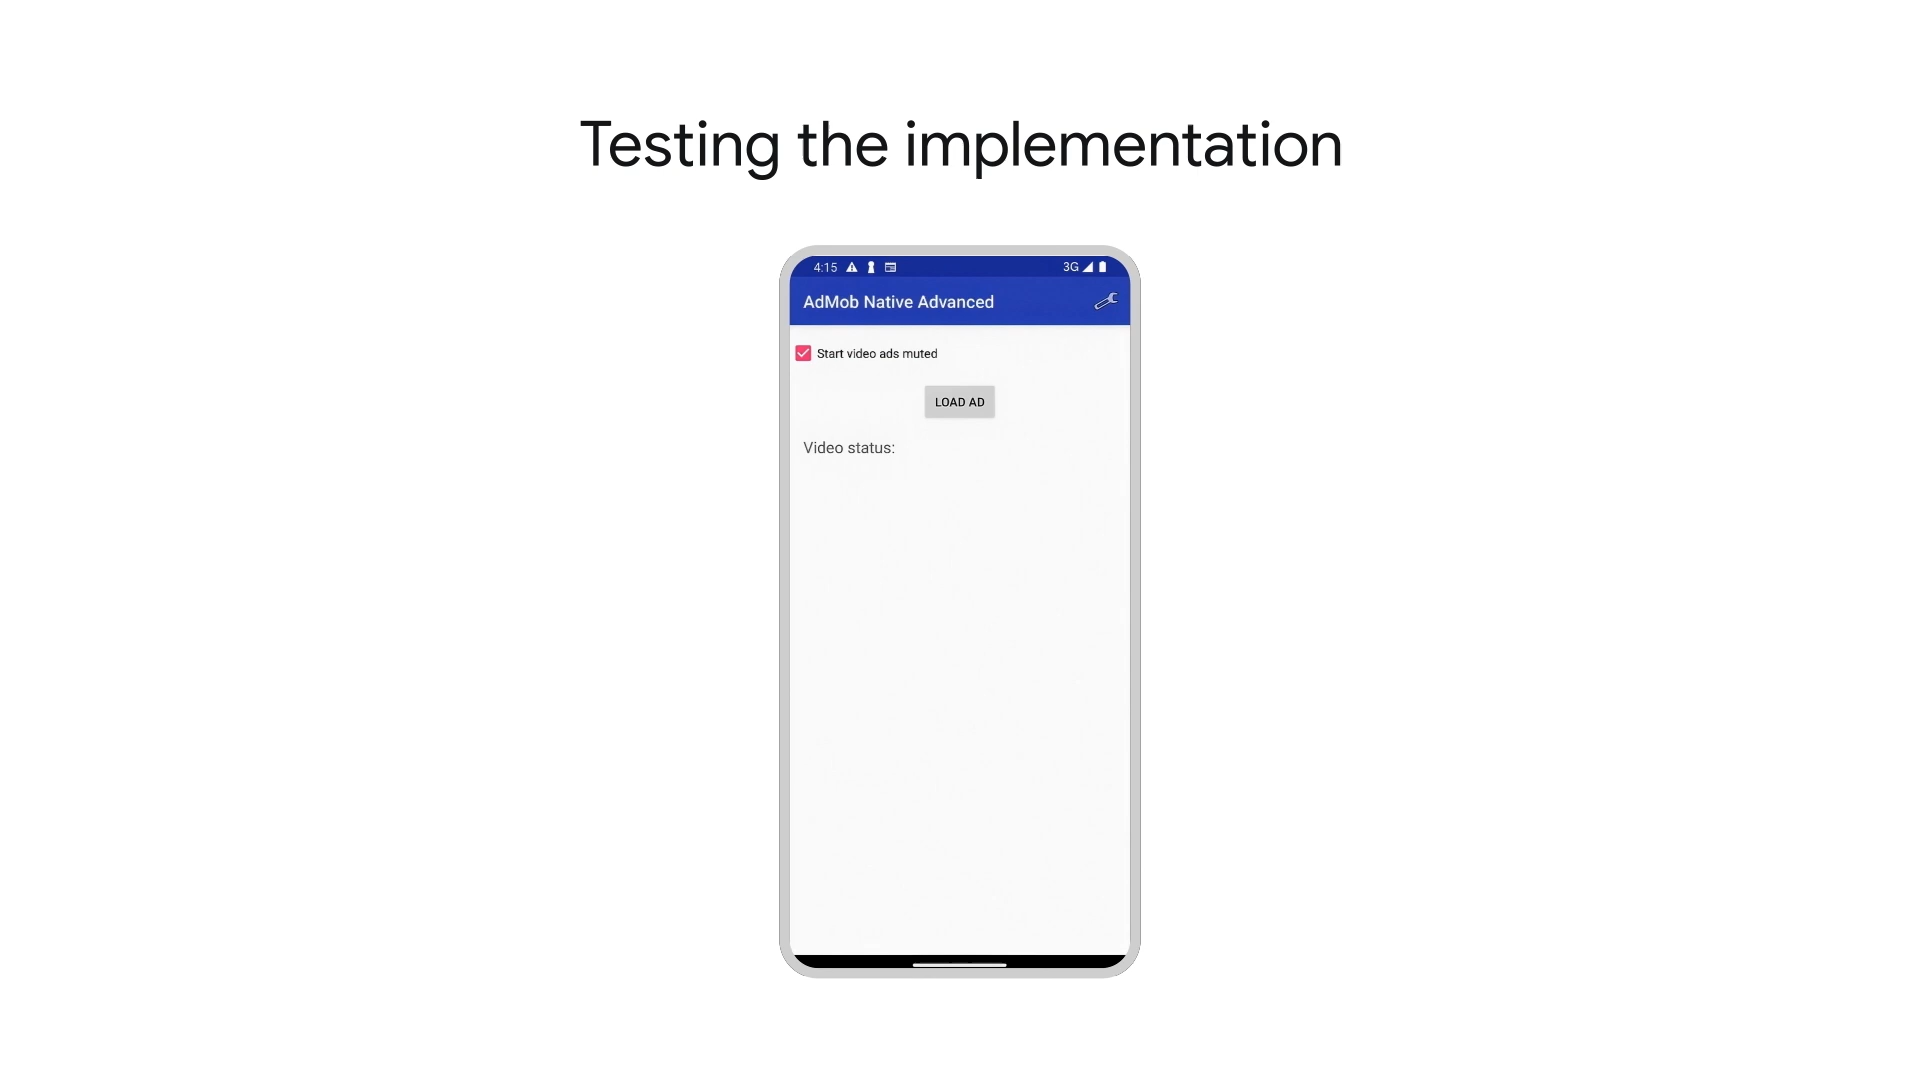 Testing the implementation
4:15 3G
AdMob Native Advanced
Start video ads muted
LOAD AD
Video status: